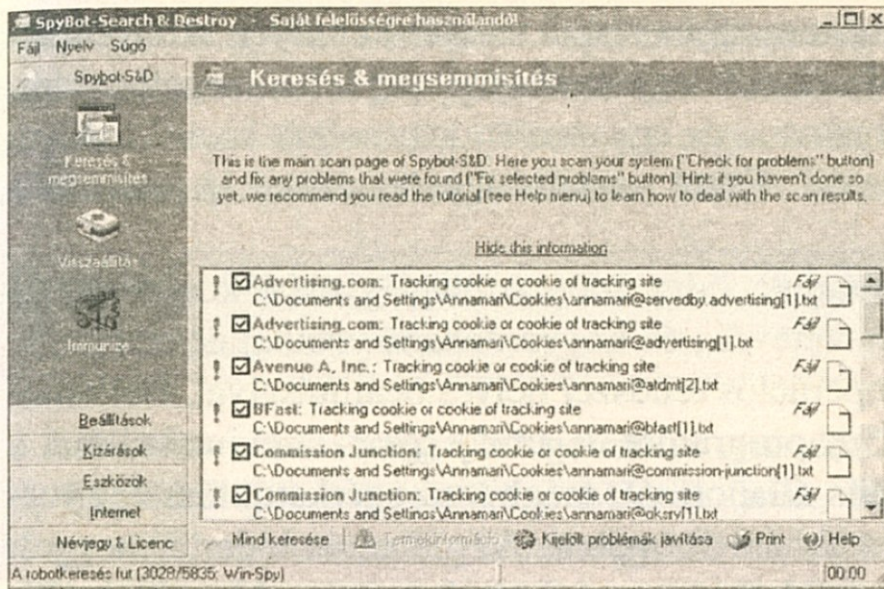 SpyBot-Search & Destroy - Saját felelősségre használandó!
Fájl Nyelv Súgó
Spybot-S&D
Keresés & megsemmisítés
Visszaállítás
Immunize
Beállítások
Kizárások
Eszközök
Internet
Névjegy & Licenc
Keresés & megsemmisítés
This is the main scan page of Spybot-S&D. Here you scan your system ("Check for problems" button)
and fix any problems that were found ("Fix selected problems" button). Hint: if you haven't done so
yet, we recommend you read the tutorial (see Help menu) to learn how to deal with the scan results.
Hide this information
Advertising.com: Tracking cookie or cookie of tracking site Fájl
C:\Documents and Settings\Annamari\Cookies\annamari@servedby.advertising[1].txt
Advertising.com: Tracking cookie or cookie of tracking site Fájl
C:\Documents and Settings\Annamari\Cookies\annamari@advertising[1].txt
Avenue A, Inc.: Tracking cookie or cookie of tracking site Fájl
C:\Documents and Settings\Annamari\Cookies\annamari@atdmt[2].txt
BFast: Tracking cookie or cookie of tracking site Fájl
C:\Documents and Settings\Annamari\Cookies\annamari@bfast[1].txt
Commission Junction: Tracking cookie or cookie of tracking site Fájl
C:\Documents and Settings\Annamari\Cookies\annamari@commission-junction[1].txt
Commission Junction: Tracking cookie or cookie of tracking site Fájl
C:\Documents and Settings\Annamari\Cookies\annamari@qksrv[1].txt
Mind keresése Termékinformáció Kijelölt problémák javítása Print Help
A robotkeresés fut (3028/5835: Win-Spy) 00:00